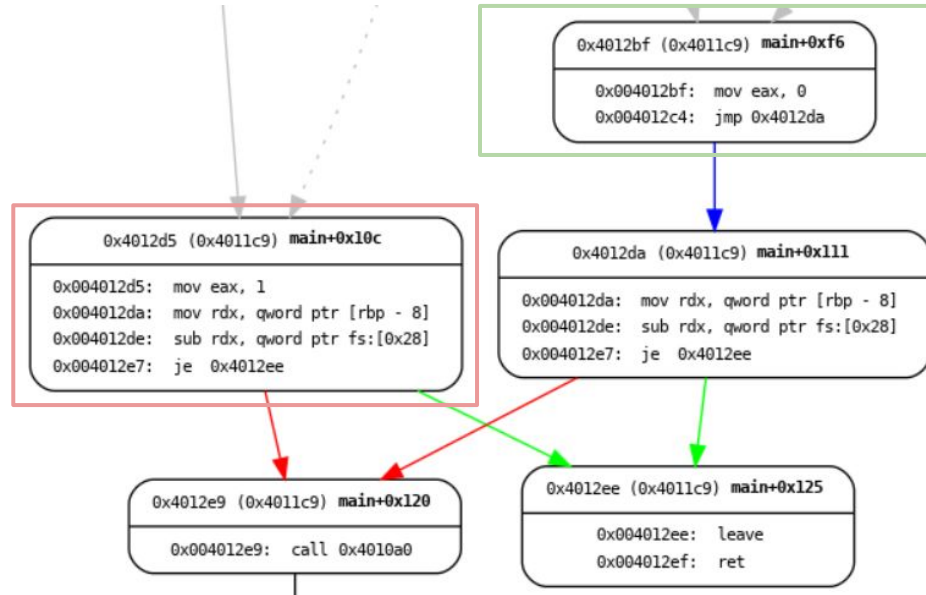 0x4012bf (0x4011c9) main+0xf6
0x004012bf: mov eax, 0
0x004012c4: jmp 0x4012da
0x4012d5 (0x4011c9) main+0x10c
0x004012d5: mov eax, 1
0x004012da: mov rdx, qword ptr [rbp - 8]
0x004012de: sub rdx, qword ptr fs:[0x28]
0x004012e7: je 0x4012ee
0x4012da (0x4011c9) main+0x111
0x004012da: mov rdx, qword ptr [rbp - 8]
0x004012de: sub rdx, qword ptr fs:[0x28]
0x004012e7: je 0x4012ee
0x4012e9 (0x4011c9) main+0x120
0x004012e9: call 0x4010a0
0x4012ee (0x4011c9) main+0x125
0x004012ee: leave
0x004012ef: ret